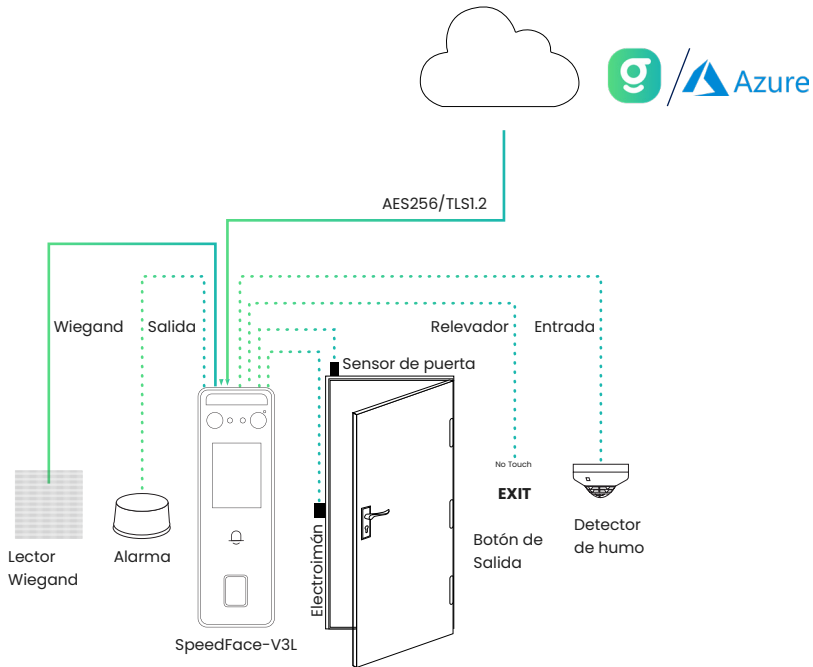 g
Azure
AES256/TLS1.2
Wiegand
Salida
Relevador
Entrada
Sensor de puerta
No Touch
EXIT
Electroimán
Lector
Wiegand
Alarma
Botón de
Salida
Detector
de humo
SpeedFace-V3L